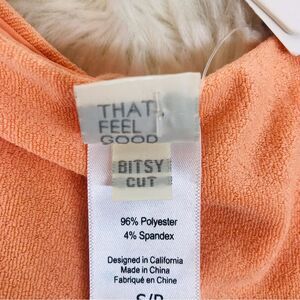 THAT
FEEL
GOOD
BITSY
CUT
96% Polyester
4% Spandex
Designed in California
Made in China
Fabriqué en Chine
S/P